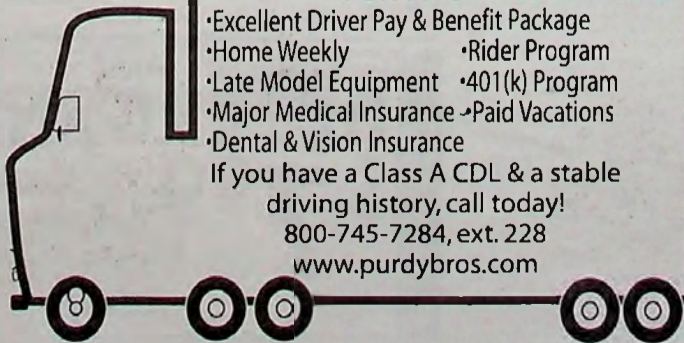 •Excellent Driver Pay & Benefit Package
•Home Weekly •Rider Program
•Late Model Equipment •401(k) Program
•Major Medical Insurance •Paid Vacations
•Dental & Vision Insurance
If you have a Class A CDL & a stable
driving history, call today!
800-745-7284, ext. 228
www.purdybros.com